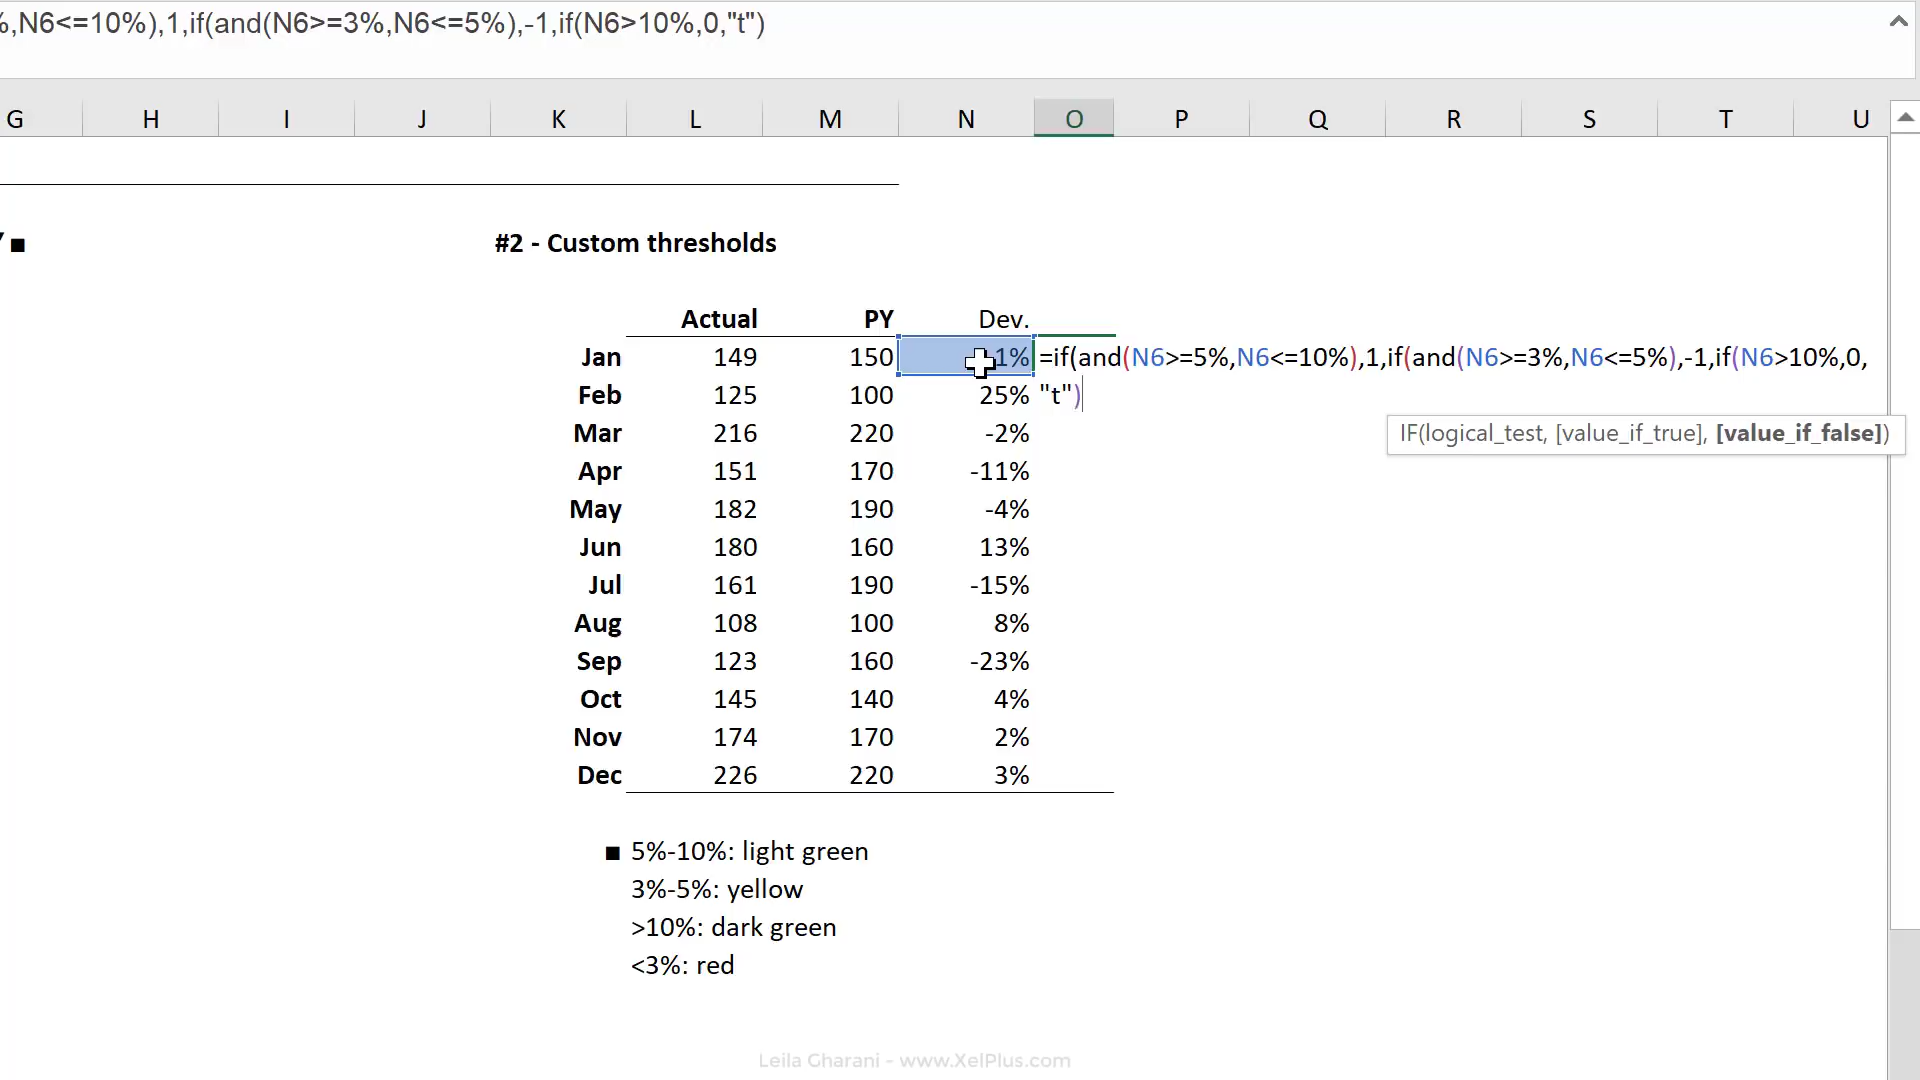 %,N6<=10%),1,if(and(N6>=3%,N6<=5%),-1,if(N6>10%,0,"t")
G H I J K L M N O P Q R S T U
■ #2 - Custom thresholds
Actual PY Dev.
Jan 149 150 1% =if(and(N6>=5%,N6<=10%),1,if(and(N6>=3%,N6<=5%),-1,if(N6>10%,0,
Feb 125 100 25% "t")
Mar 216 220 -2% IF(logical_test, [value_if_true], [value_if_false])
Apr 151 170 -11%
May 182 190 -4%
Jun 180 160 13%
Jul 161 190 -15%
Aug 108 100 8%
Sep 123 160 -23%
Oct 145 140 4%
Nov 174 170 2%
Dec 226 220 3%
■ 5%-10%: light green
3%-5%: yellow
>10%: dark green
<3%: red
Leila Gharani - www.XelPlus.com